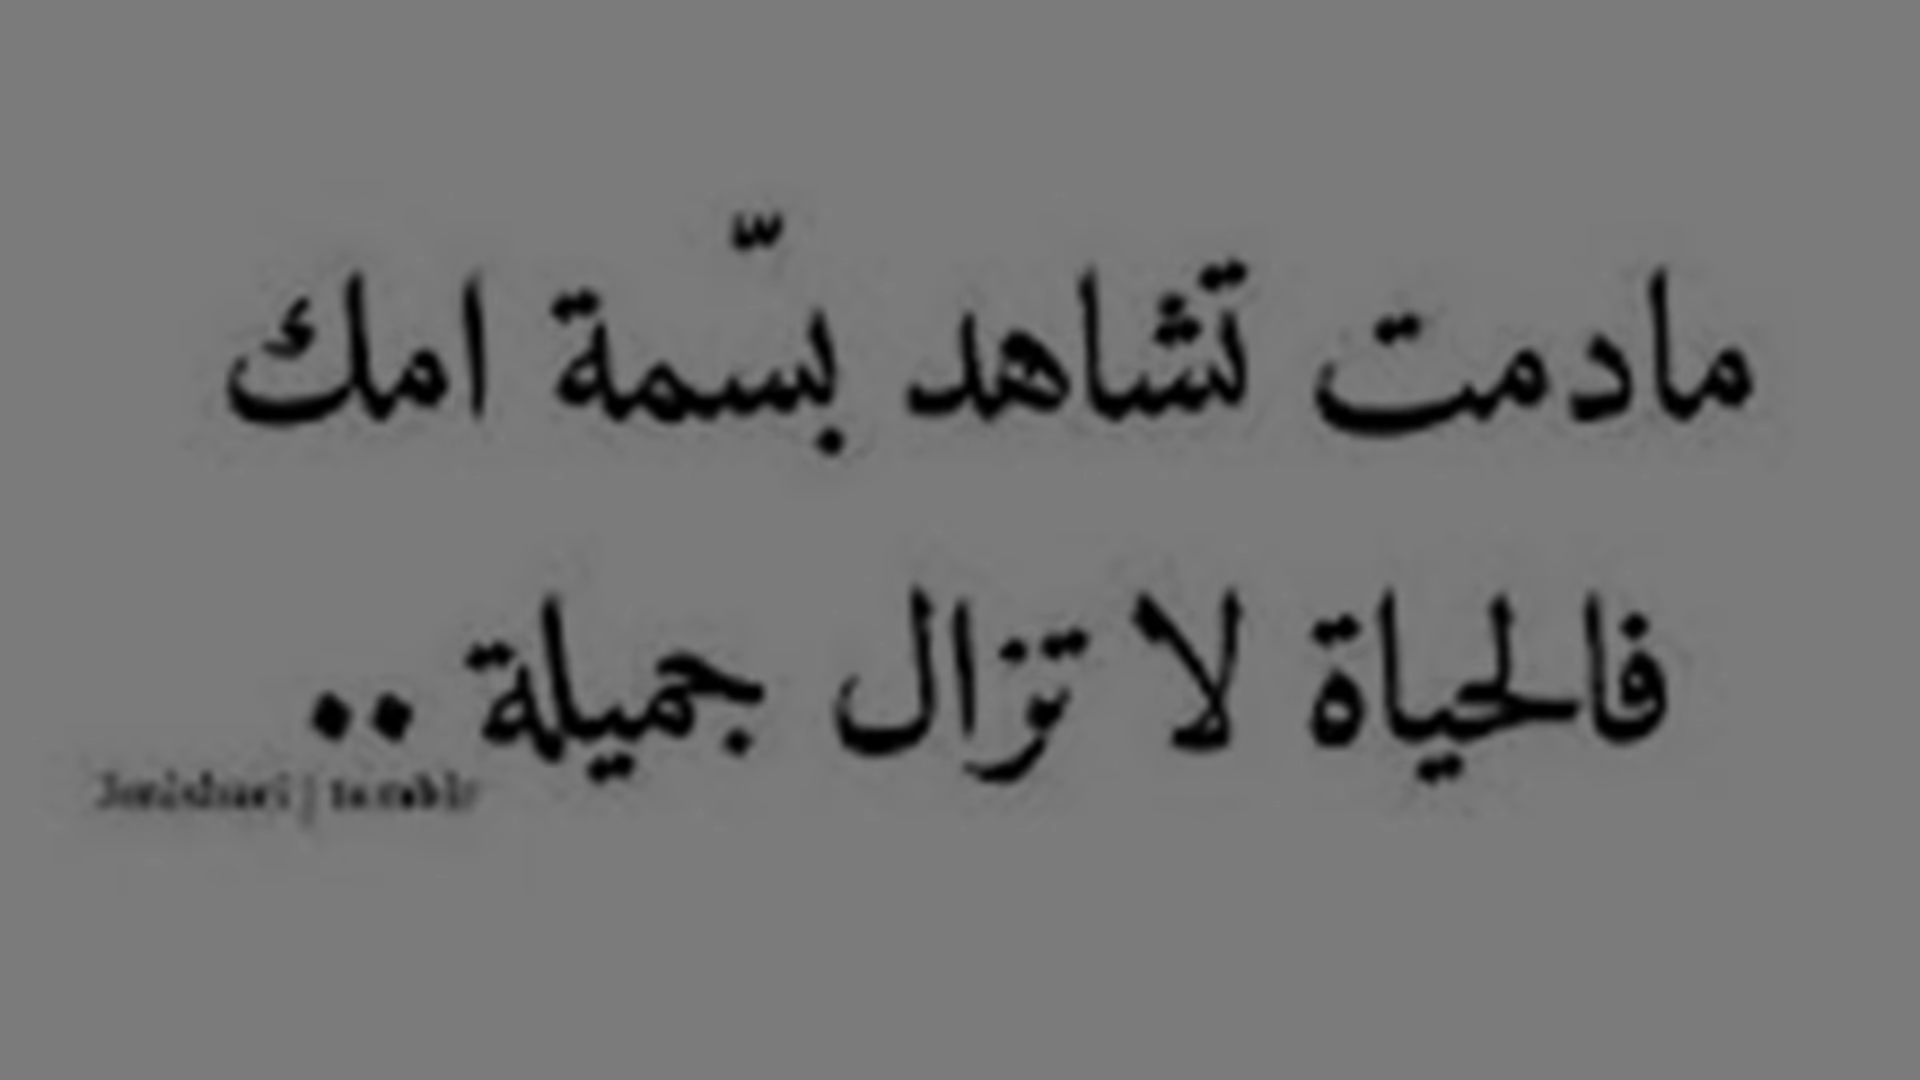 مادمت تشاهد بسّمة امك
فالحياة لا تزال جميلة ..